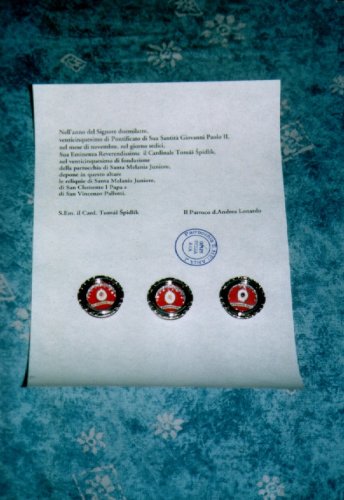 Nell'anno del Signore duemilatre,
venticinquesimo di Pontificato di Sua Santità Giovanni Paolo II,
nel mese di novembre, nel giorno sedici,
Sua Eminenza Reverendissima il Cardinale Tomáš Špidlík,
nel venticinquesimo di fondazione
della parrocchia di Santa Melania Juniore,
depone in questo altare
le reliquie di Santa Melania Juniore,
di San Clemente I Papa e
di San Vincenzo Pallotti.
S.Em. il Card. Tomáš Špidlík Il Parroco d.Andrea Lonardo